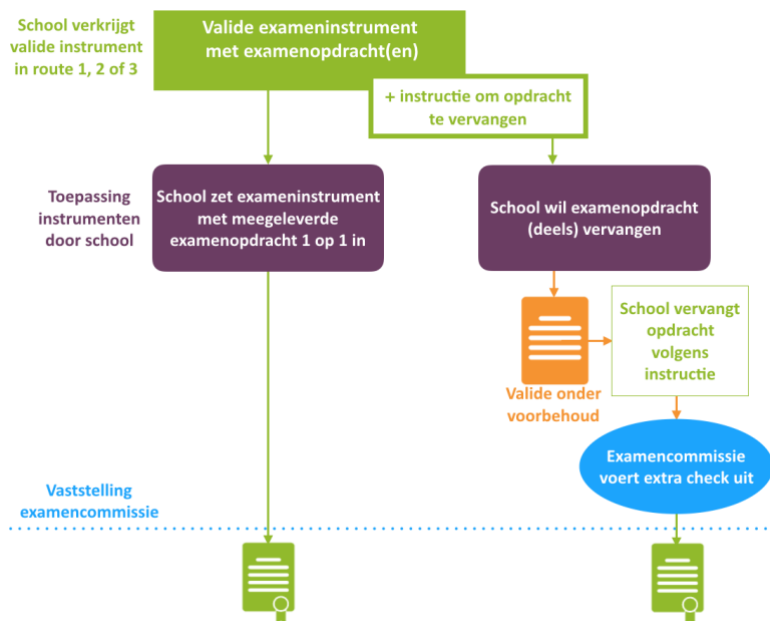 School verkrijgt
valide instrument
in route 1, 2 of 3
Valide exameninstrument
met examenopdracht(en)
+ instructie om opdracht
te vervangen
Toepassing
instrumenten
door school
School zet exameninstrument
met meegeleverde
examenopdracht 1 op 1 in
School wil examenopdracht
(deels) vervangen
Valide onder
voorbehoud
School vervangt
opdracht
volgens
instructie
Examencommissie
voert extra check uit
Vaststelling
examencommissie